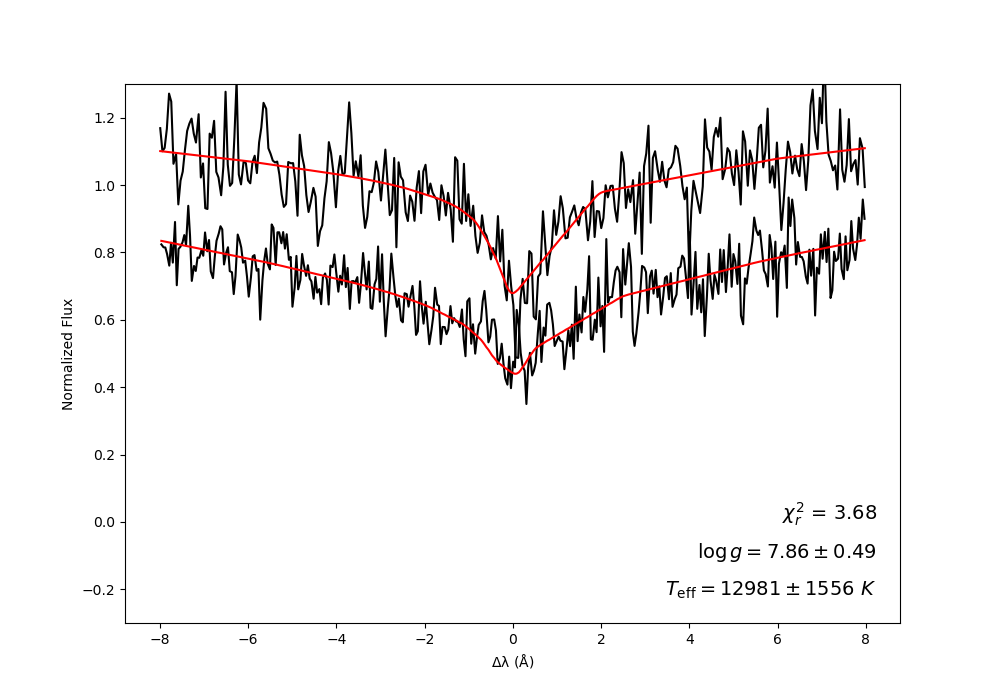 Normalized Flux
1.2
1.0
0.8
0.6
0.4
0.2
0.0
−0.2
χ_r^2 = 3.68
log g = 7.86 ± 0.49
T_eff = 12981 ± 1556 K
−8 −6 −4 −2 0 2 4 6 8
Δλ (Å)